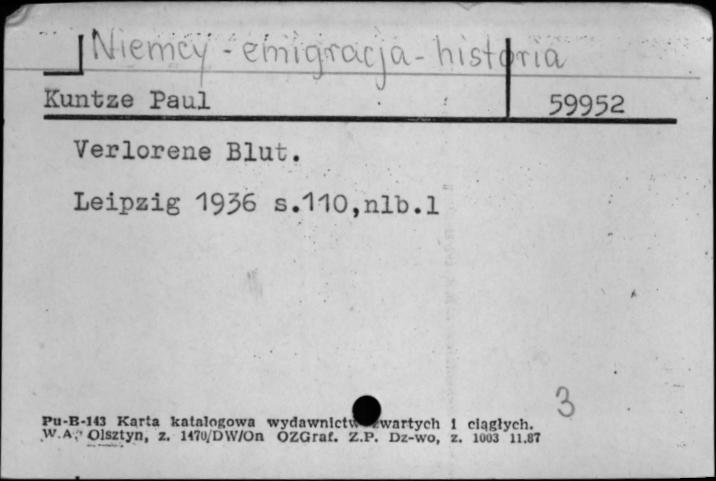 Niemcy - emigracja - historia
Kuntze Paul 59952
Verlorene Blut.
Leipzig 1936 s.110,nlb.1
3
Pu-B-143 Karta katalogowa wydawnictw zwartych i ciągłych.
W.A. Olsztyn, z. 1470/DW/On OZGraf. Z.P. Dz-wo, z. 1003 11.87